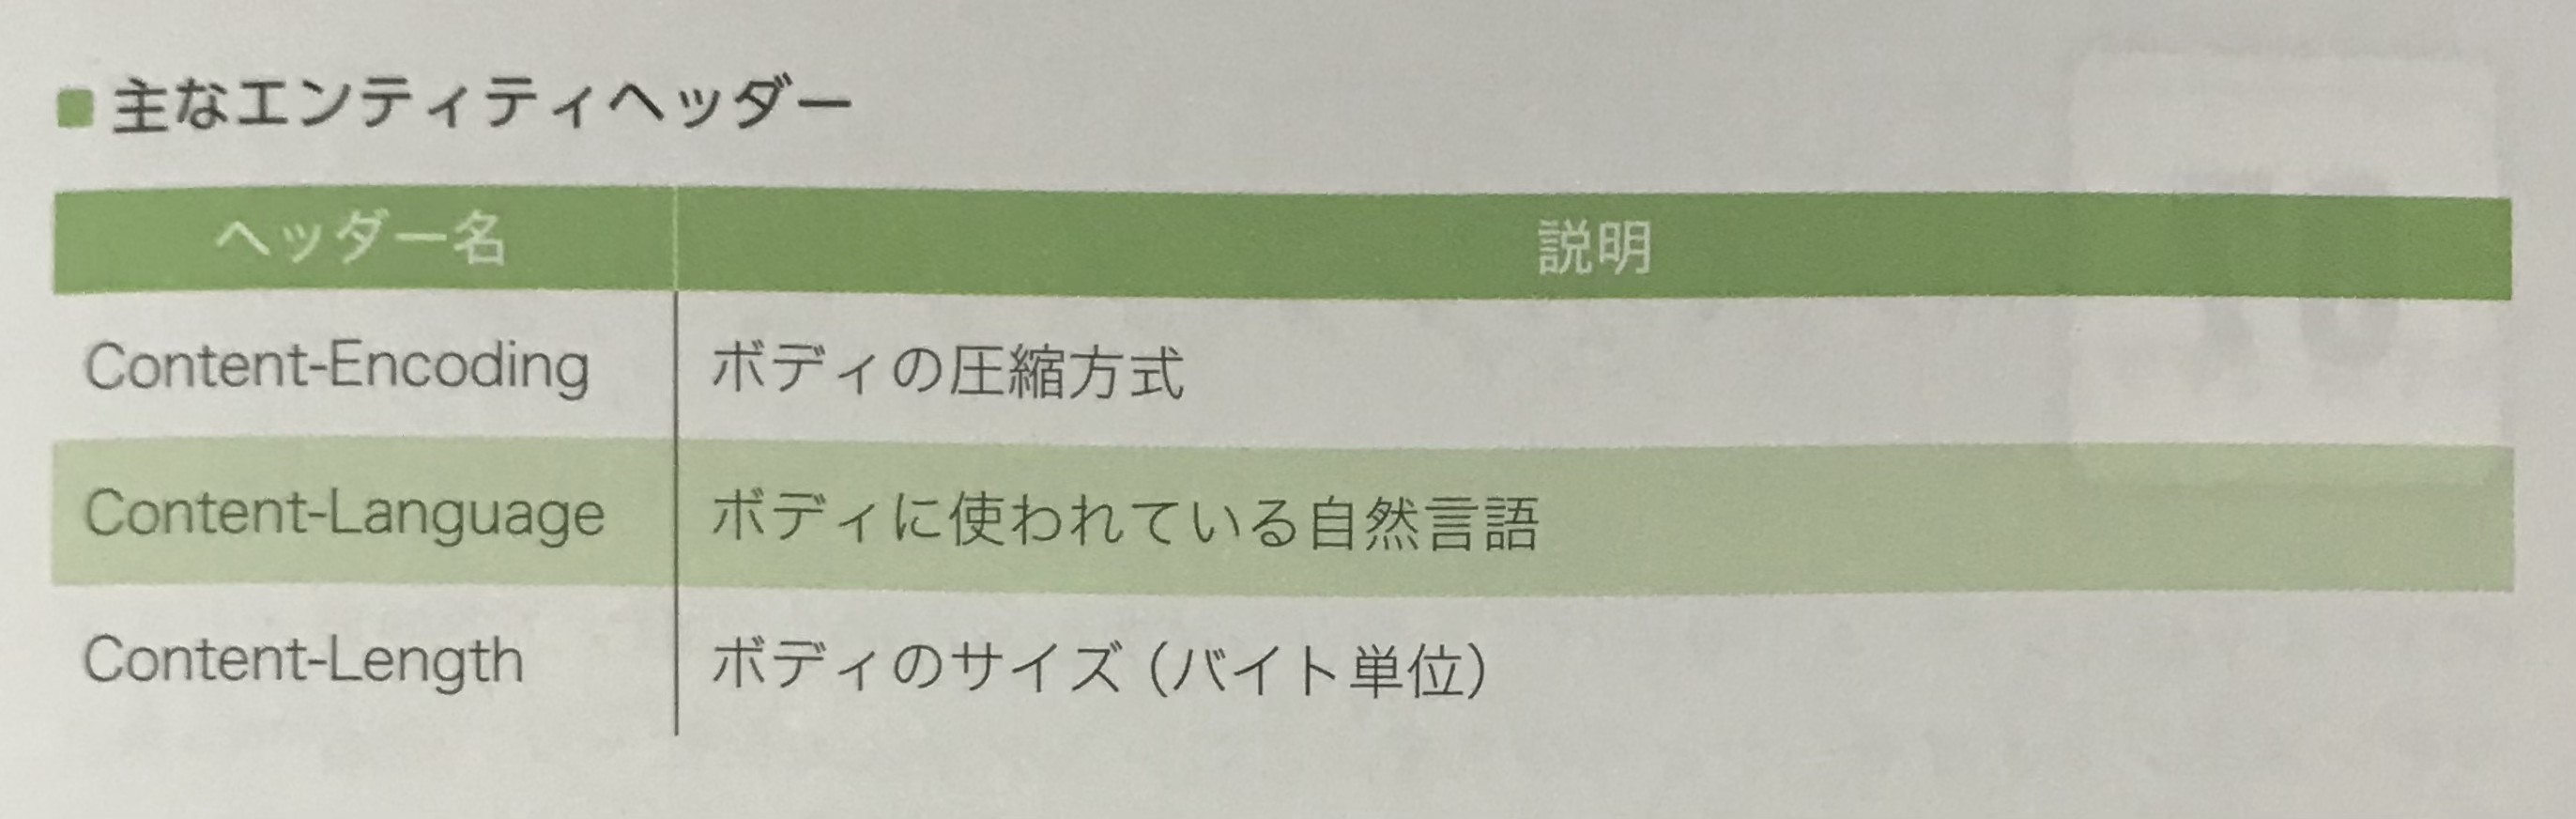 ■主なエンティティヘッダー
ヘッダー名 説明
Content-Encoding ボディの圧縮方式
Content-Language ボディに使われている自然言語
Content-Length ボディのサイズ（バイト単位）